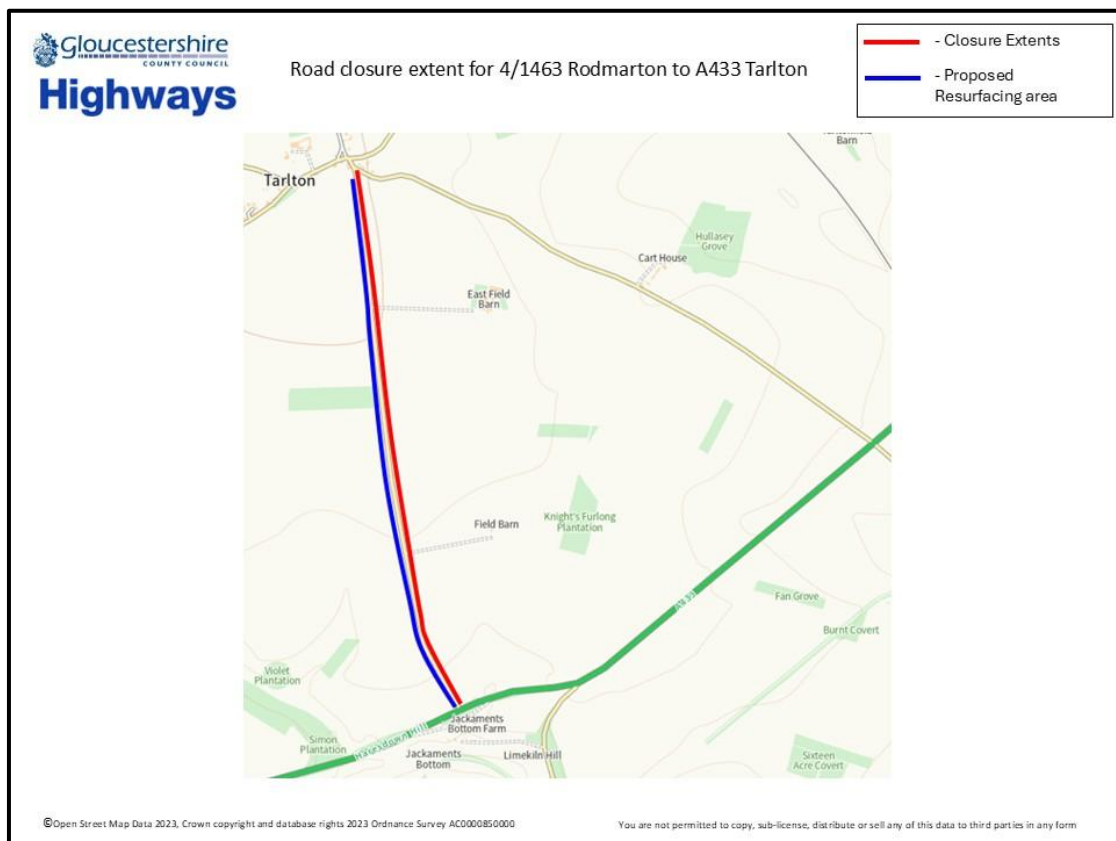 Gloucestershire
COUNTY COUNCIL
Highways
Road closure extent for 4/1463 Rodmarton to A433 Tarlton
- Closure Extents
- Proposed
Resurfacing area
Barn
Tarlton
Hullasey
Grove
Cart House
East Field
Barn
Field Barn
Knight's Furlong
Plantation
Fan Grove
Burnt Covert
Violet
Plantation
Simon
Plantation
Jackaments
Bottom Farm
Jackaments
Bottom
Limekiln Hill
Sixteen
Acre Covert
©Open Street Map Data 2023, Crown copyright and database rights 2023 Ordnance Survey AC0000850000
You are not permitted to copy, sub-license, distribute or sell any of this data to third parties in any form